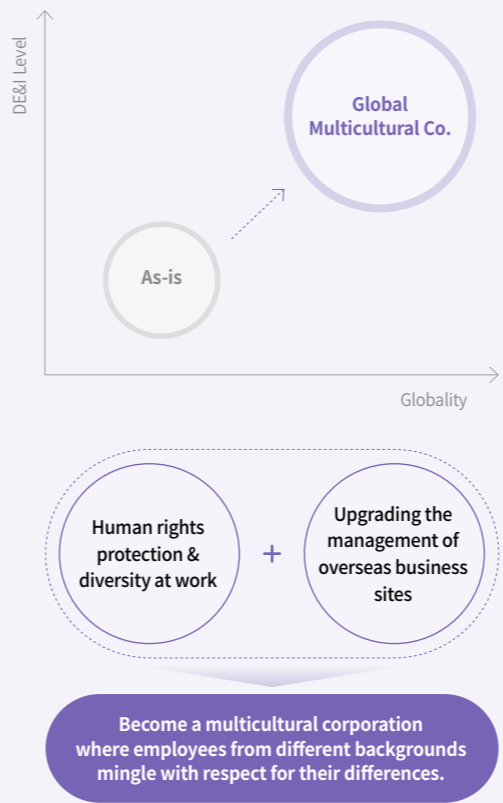 DE&I Level
Global
Multicultural Co.
As-is
Globality
Human rights
protection &
diversity at work
+
Upgrading the
management of
overseas business
sites
Become a multicultural corporation
where employees from different backgrounds
mingle with respect for their differences.